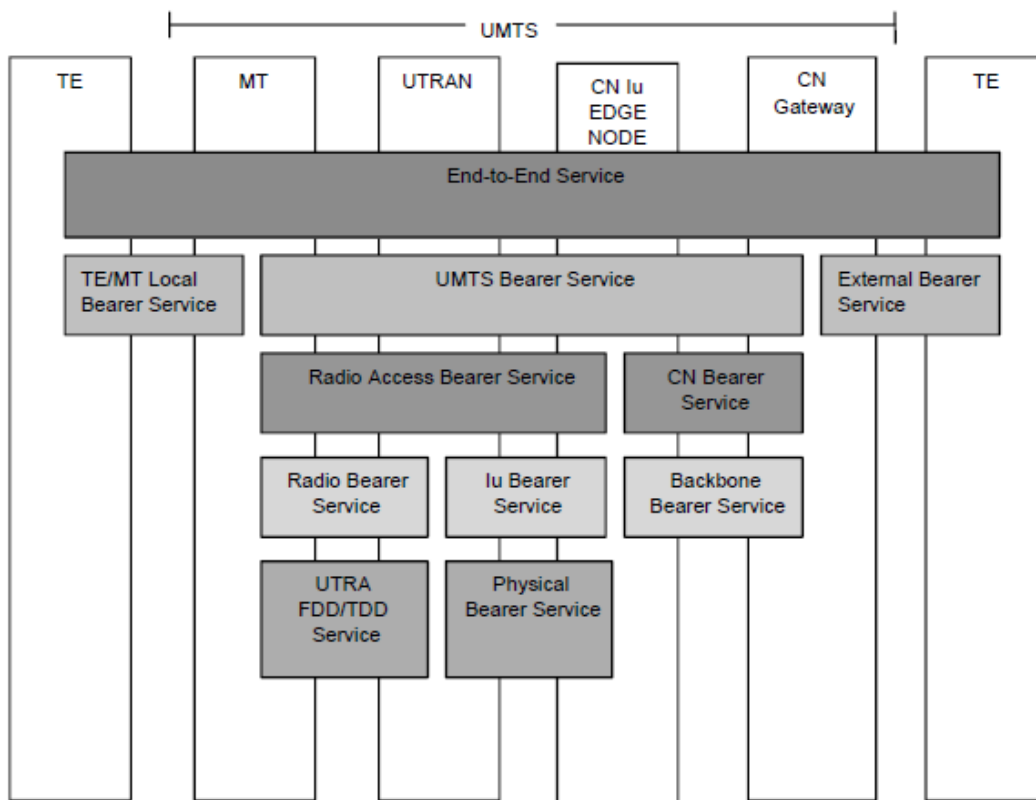 UMTS
TE
MT
UTRAN
CN Iu
EDGE
NODE
CN
Gateway
TE
End-to-End Service
TE/MT Local
Bearer Service
UMTS Bearer Service
External Bearer
Service
Radio Access Bearer Service
CN Bearer
Service
Radio Bearer
Service
Iu Bearer
Service
Backbone
Bearer Service
UTRA
FDD/TDD
Service
Physical
Bearer Service